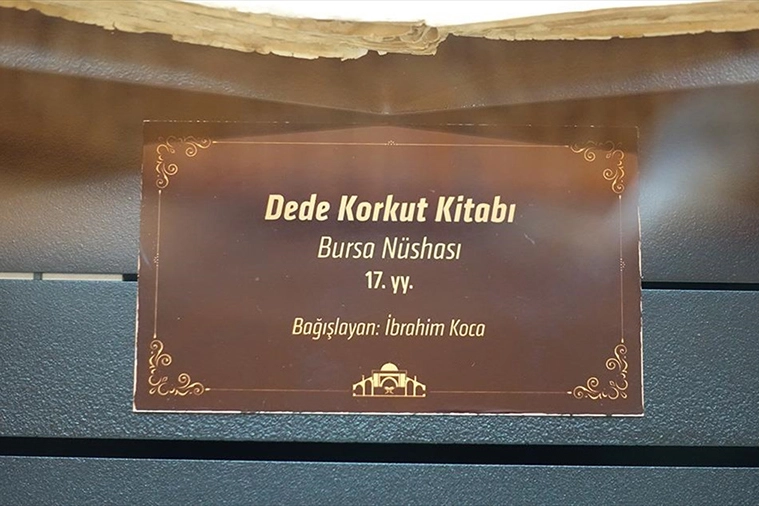 Dede Korkut Kitabı
Bursa Nüshası
17. yy.
Bağışlayan: İbrahim Koca